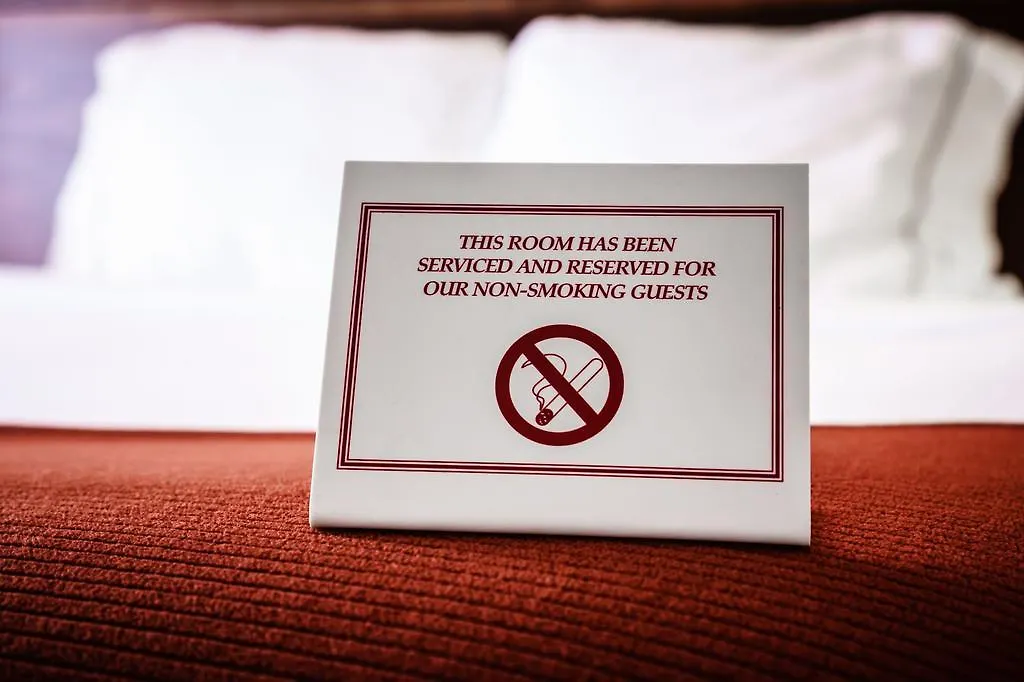 THIS ROOM HAS BEEN
SERVICED AND RESERVED FOR
OUR NON-SMOKING GUESTS